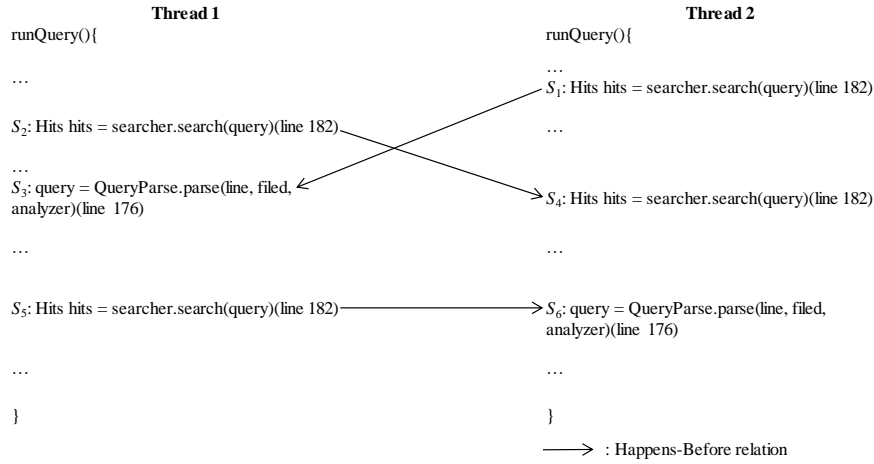 Thread 1
runQuery(){
…
S2: Hits hits = searcher.search(query)(line 182)
…
S3: query = QueryParse.parse(line, filed,
analyzer)(line 176)
…
S5: Hits hits = searcher.search(query)(line 182)
…
}
Thread 2
runQuery(){
…
S1: Hits hits = searcher.search(query)(line 182)
…
S4: Hits hits = searcher.search(query)(line 182)
…
S6: query = QueryParse.parse(line, filed,
analyzer)(line 176)
…
}
: Happens-Before relation